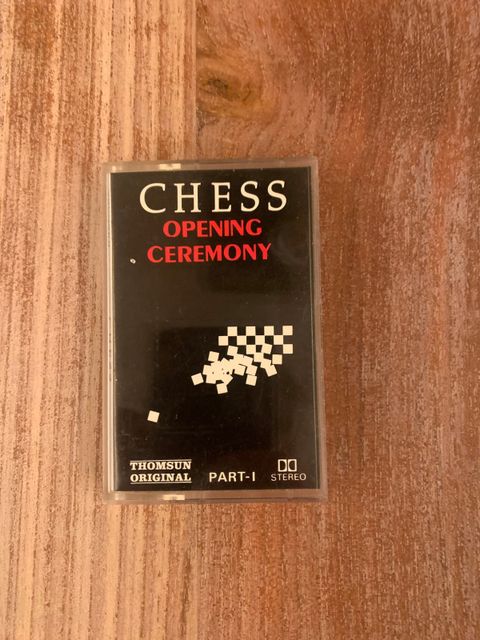 CHESS
OPENING
CEREMONY
THOMSUN
ORIGINAL
PART-I
STEREO